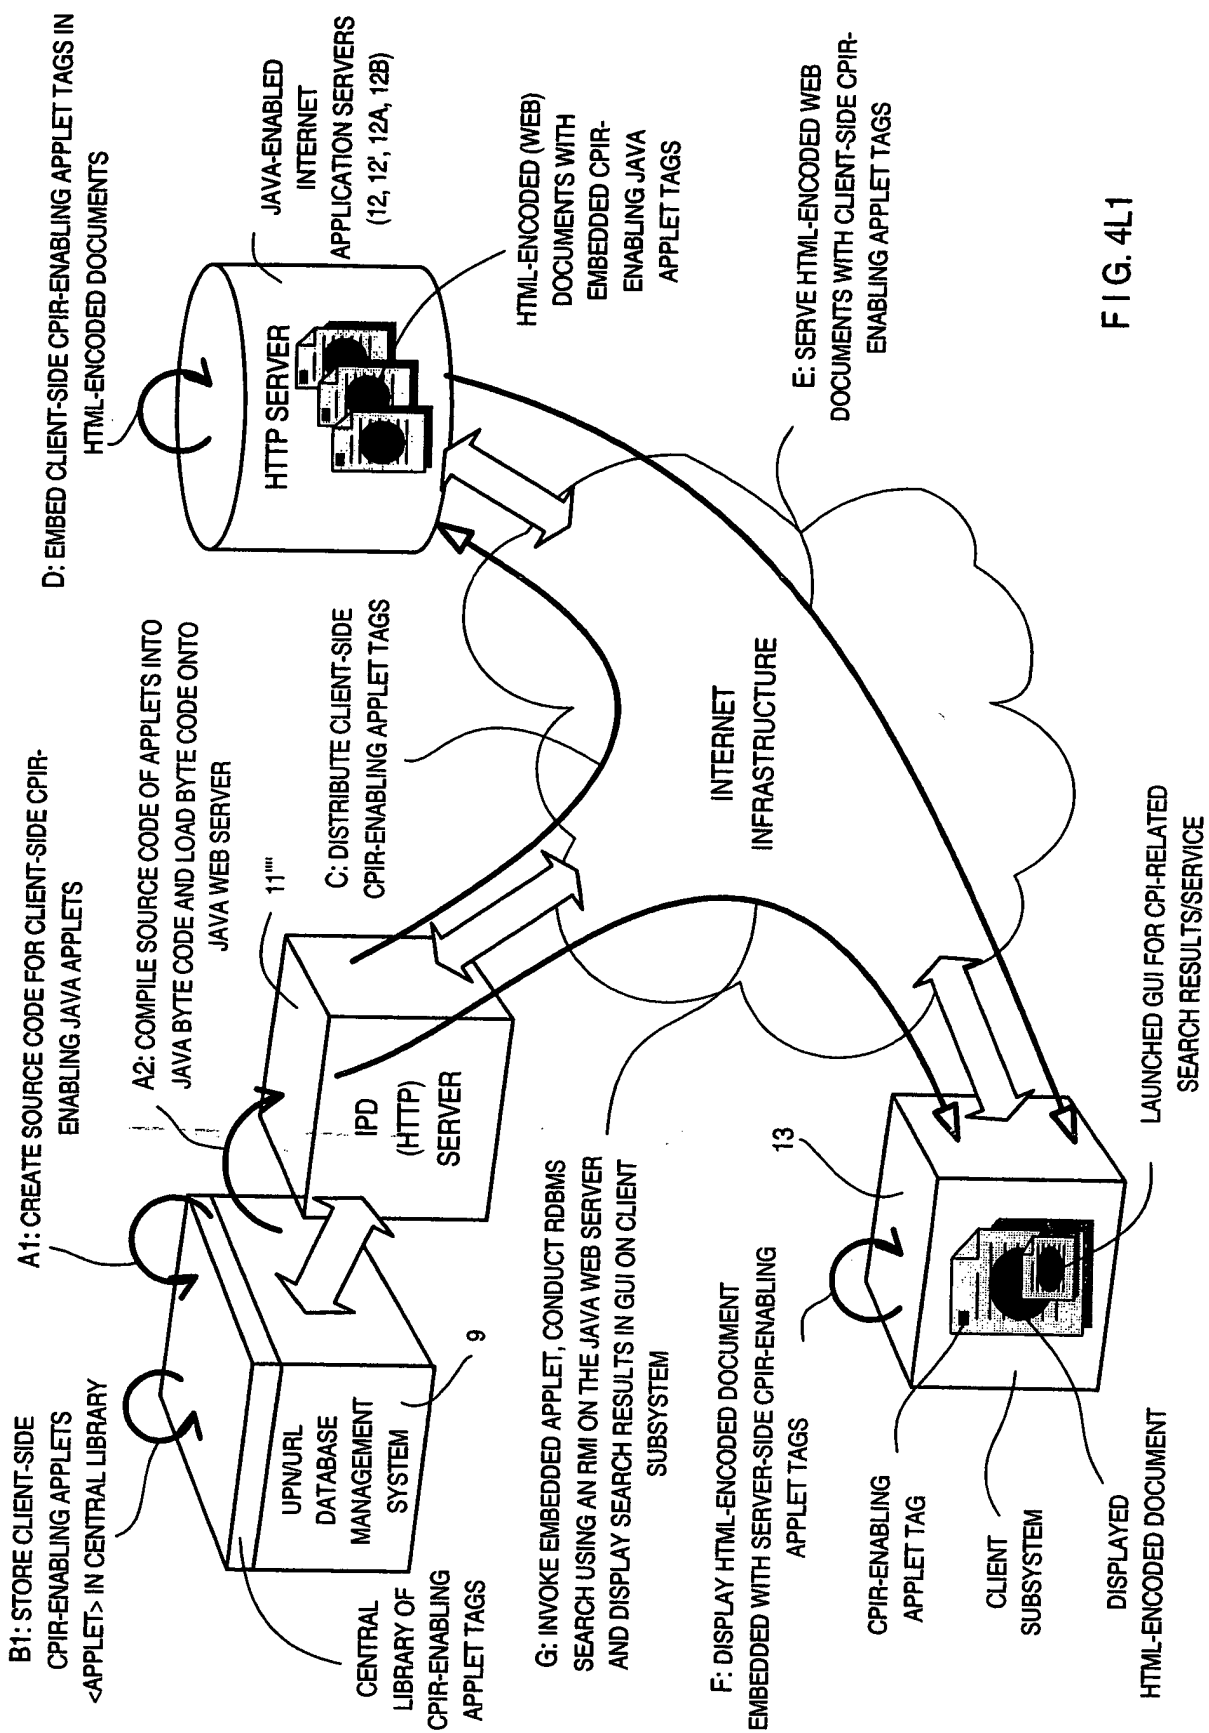 B1: STORE CLIENT-SIDE
CPIR-ENABLING APPLETS
<APPLET> IN CENTRAL LIBRARY
A1: CREATE SOURCE CODE FOR CLIENT-SIDE CPIR-
ENABLING JAVA APPLETS
A2: COMPILE SOURCE CODE OF APPLETS INTO
JAVA BYTE CODE AND LOAD BYTE CODE ONTO
JAVA WEB SERVER
D: EMBED CLIENT-SIDE CPIR-ENABLING APPLET TAGS IN
HTML-ENCODED DOCUMENTS
JAVA-ENABLED
INTERNET
APPLICATION SERVERS
(12, 12', 12A, 12B)
HTTP SERVER
HTML-ENCODED (WEB)
DOCUMENTS WITH
EMBEDDED CPIR-
ENABLING JAVA
APPLET TAGS
11''''
C: DISTRIBUTE CLIENT-SIDE
CPIR-ENABLING APPLET TAGS
UPN/URL
DATABASE
MANAGEMENT
SYSTEM
9
CENTRAL
LIBRARY OF
CPIR-ENABLING
APPLET TAGS
IPD
(HTTP)
SERVER
INTERNET
INFRASTRUCTURE
E: SERVE HTML-ENCODED WEB
DOCUMENTS WITH CLIENT-SIDE CPIR-
ENABLING APPLET TAGS
G: INVOKE EMBEDDED APPLET, CONDUCT RDBMS
SEARCH USING AN RMI ON THE JAVA WEB SERVER
AND DISPLAY SEARCH RESULTS IN GUI ON CLIENT
SUBSYSTEM
F: DISPLAY HTML-ENCODED DOCUMENT
EMBEDDED WITH SERVER-SIDE CPIR-ENABLING
APPLET TAGS
13
CPIR-ENABLING
APPLET TAG
CLIENT
SUBSYSTEM
DISPLAYED
HTML-ENCODED DOCUMENT
LAUNCHED GUI FOR CPI-RELATED
SEARCH RESULTS/SERVICE
FIG. 4L1